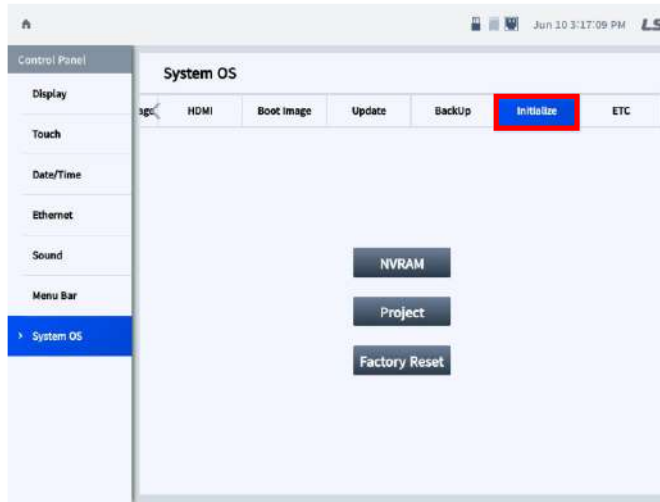 Jun 10 3:17:09 PM LS
Control Panel
System OS
Display
HDMI Boot Image Update BackUp Initialize ETC
Touch
Date/Time
Ethernet
Sound
NVRAM
Menu Bar
Project
> System OS
Factory Reset